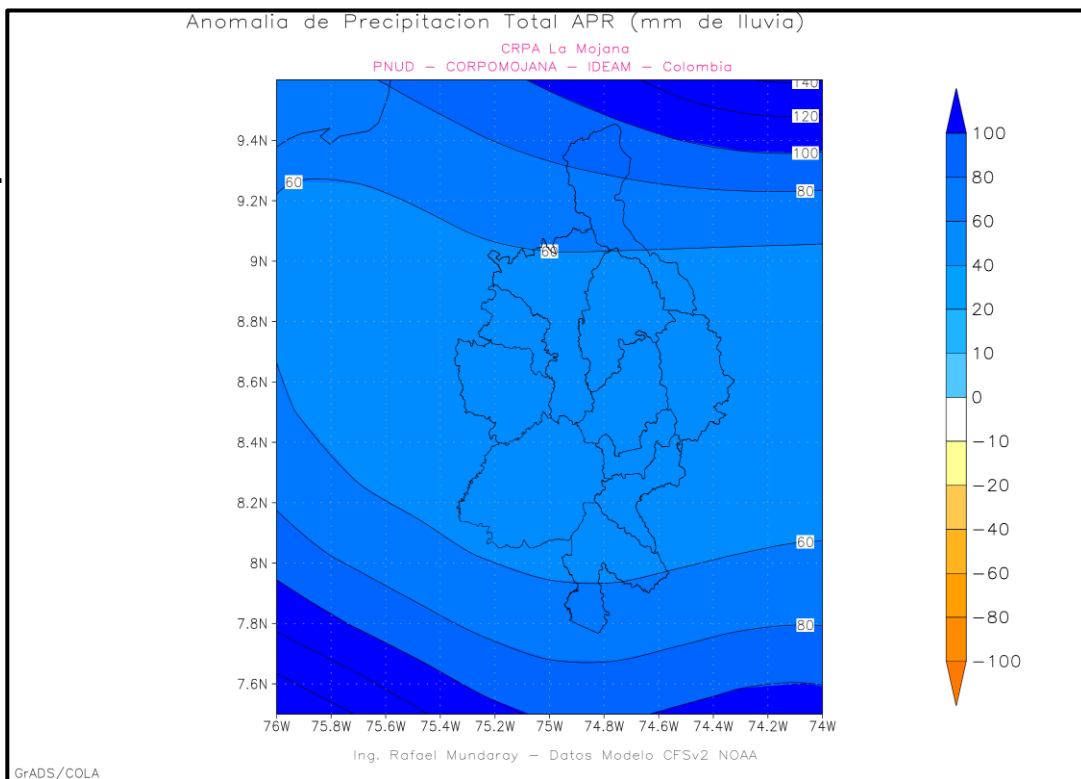 Anomalia de Precipitacion Total APR (mm de lluvia)
CRPA La Mojana
PNUD – CORPOMOJANA – IDEAM – Colombia
140
120
100
80
60
60
60
80
9.4N
9.2N
9N
8.8N
8.6N
8.4N
8.2N
8N
7.8N
7.6N
76W 75.8W 75.6W 75.4W 75.2W 75W 74.8W 74.6W 74.4W 74.2W 74W
100
80
60
40
20
10
0
−10
−20
−40
−60
−80
−100
Ing. Rafael Mundaray – Datos Modelo CFSv2 NOAA
GrADS/COLA